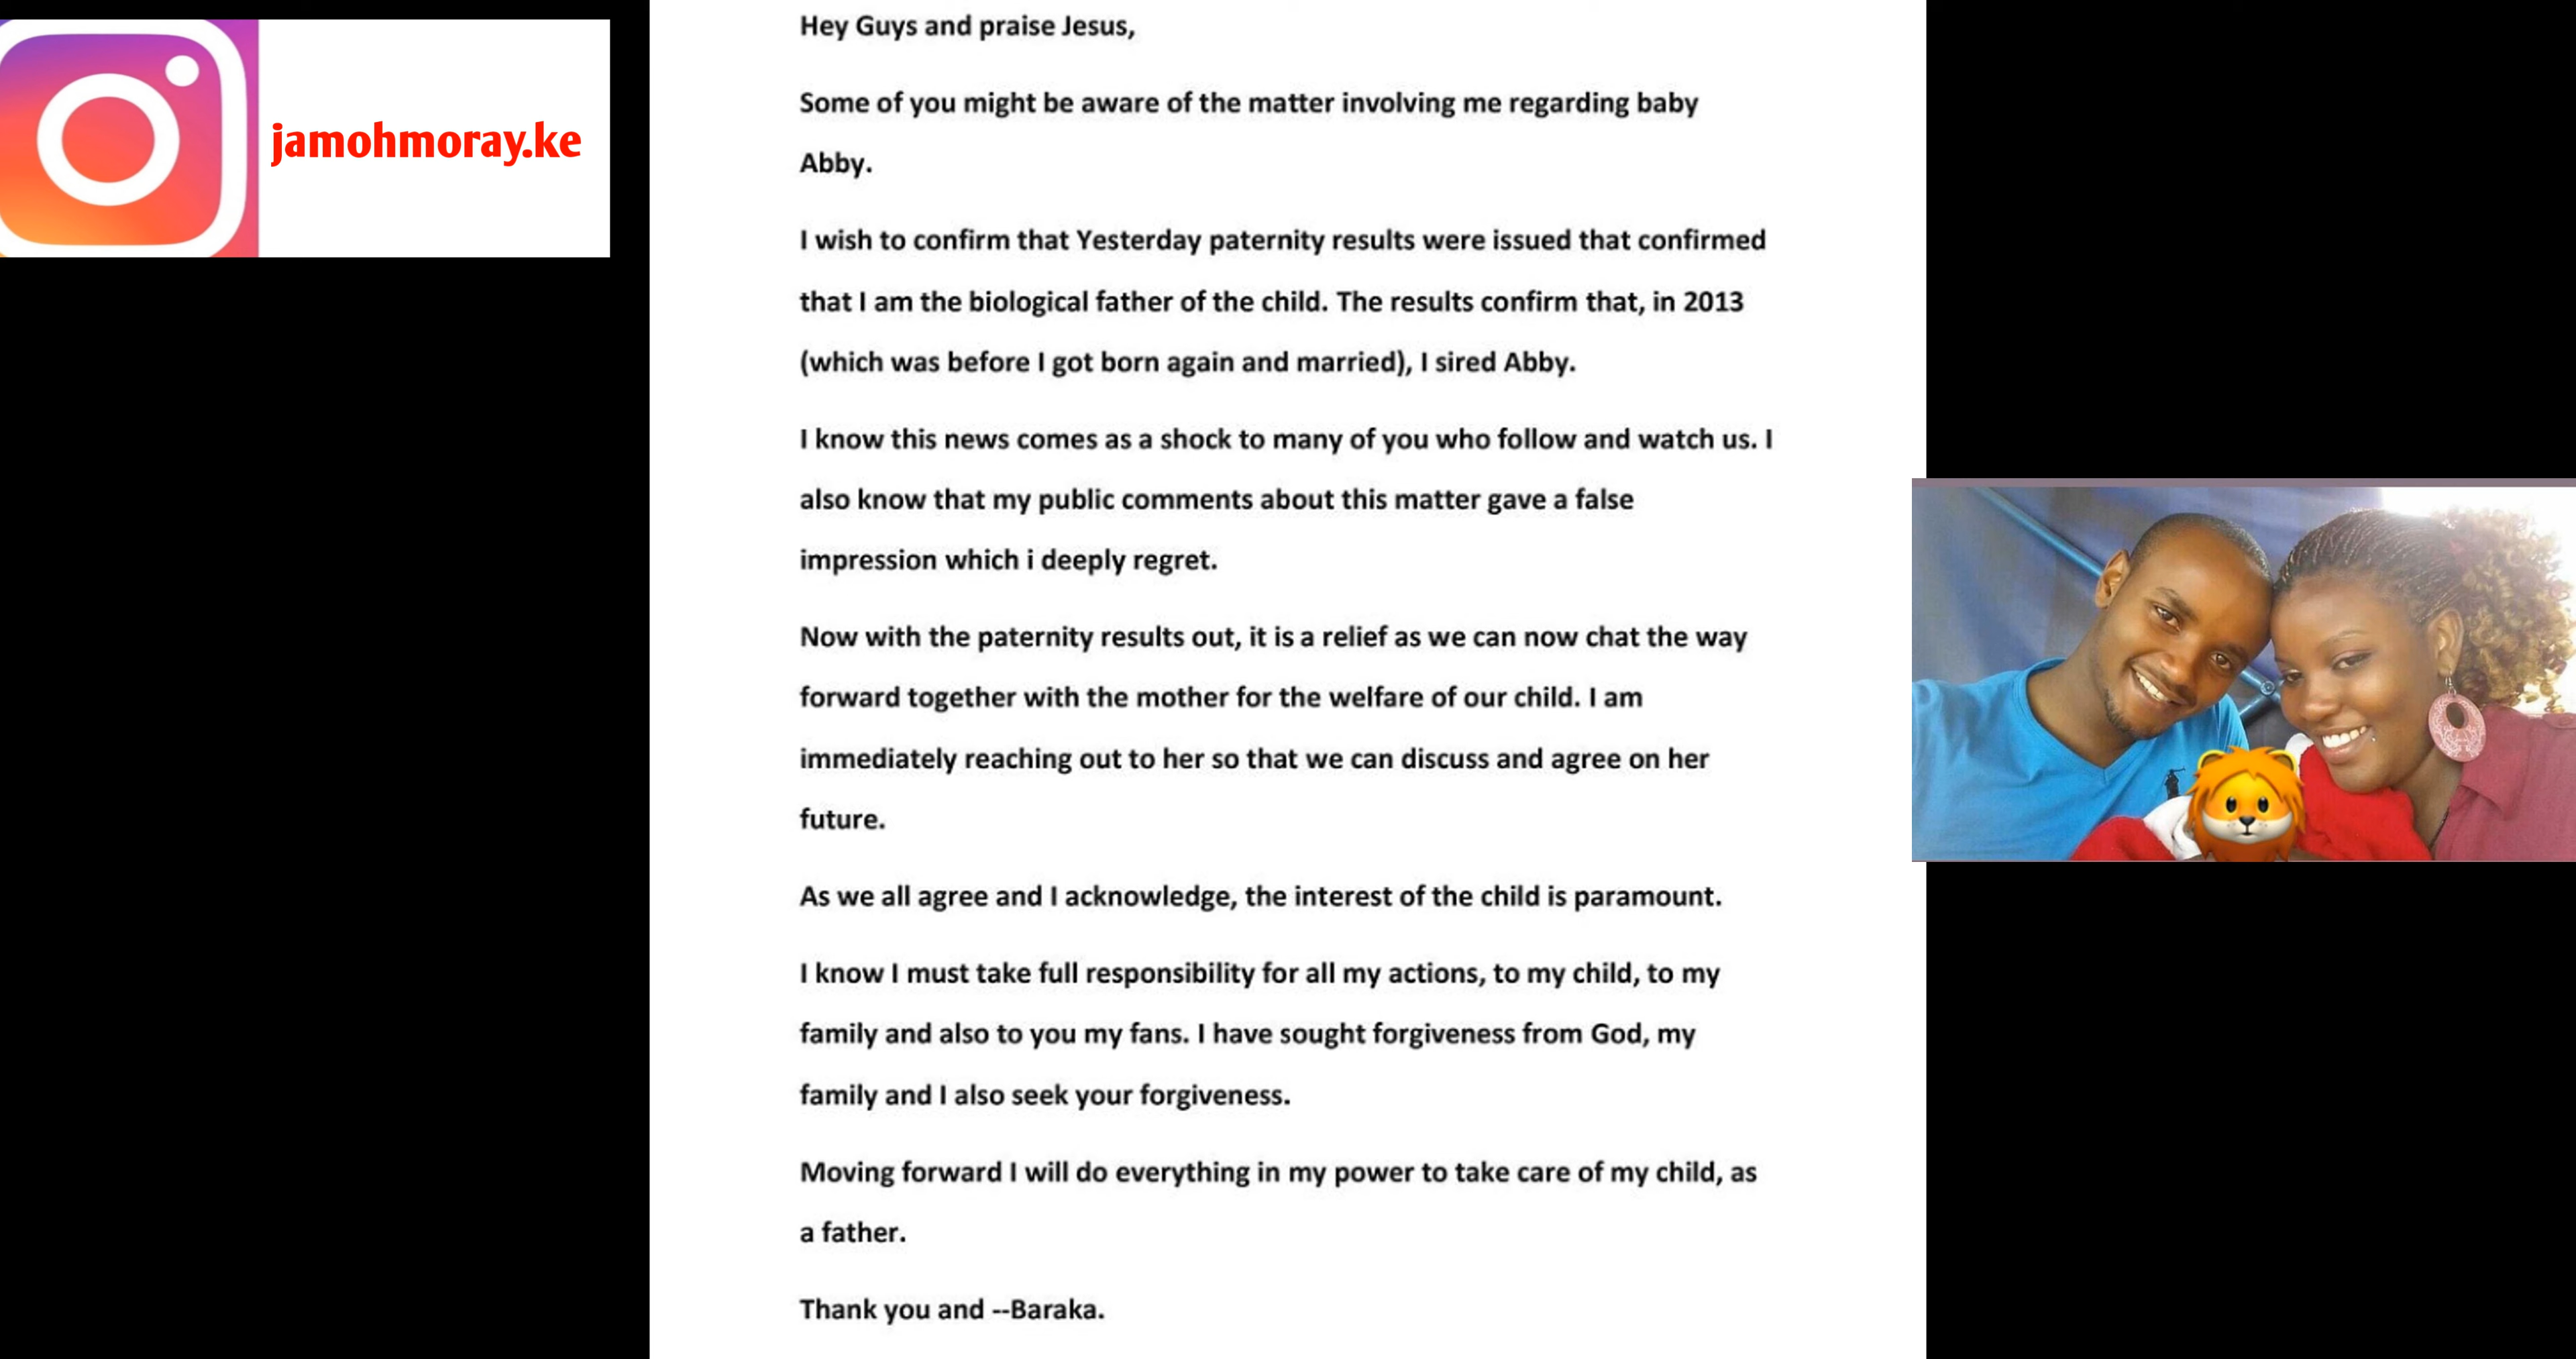 jamohmoray.ke
Hey Guys and praise Jesus,
Some of you might be aware of the matter involving me regarding baby
Abby.
I wish to confirm that Yesterday paternity results were issued that confirmed
that I am the biological father of the child. The results confirm that, in 2013
(which was before I got born again and married), I sired Abby.
I know this news comes as a shock to many of you who follow and watch us. I
also know that my public comments about this matter gave a false
impression which i deeply regret.
Now with the paternity results out, it is a relief as we can now chat the way
forward together with the mother for the welfare of our child. I am
immediately reaching out to her so that we can discuss and agree on her
future.
As we all agree and I acknowledge, the interest of the child is paramount.
I know I must take full responsibility for all my actions, to my child, to my
family and also to you my fans. I have sought forgiveness from God, my
family and I also seek your forgiveness.
Moving forward I will do everything in my power to take care of my child, as
a father.
Thank you and --Baraka.